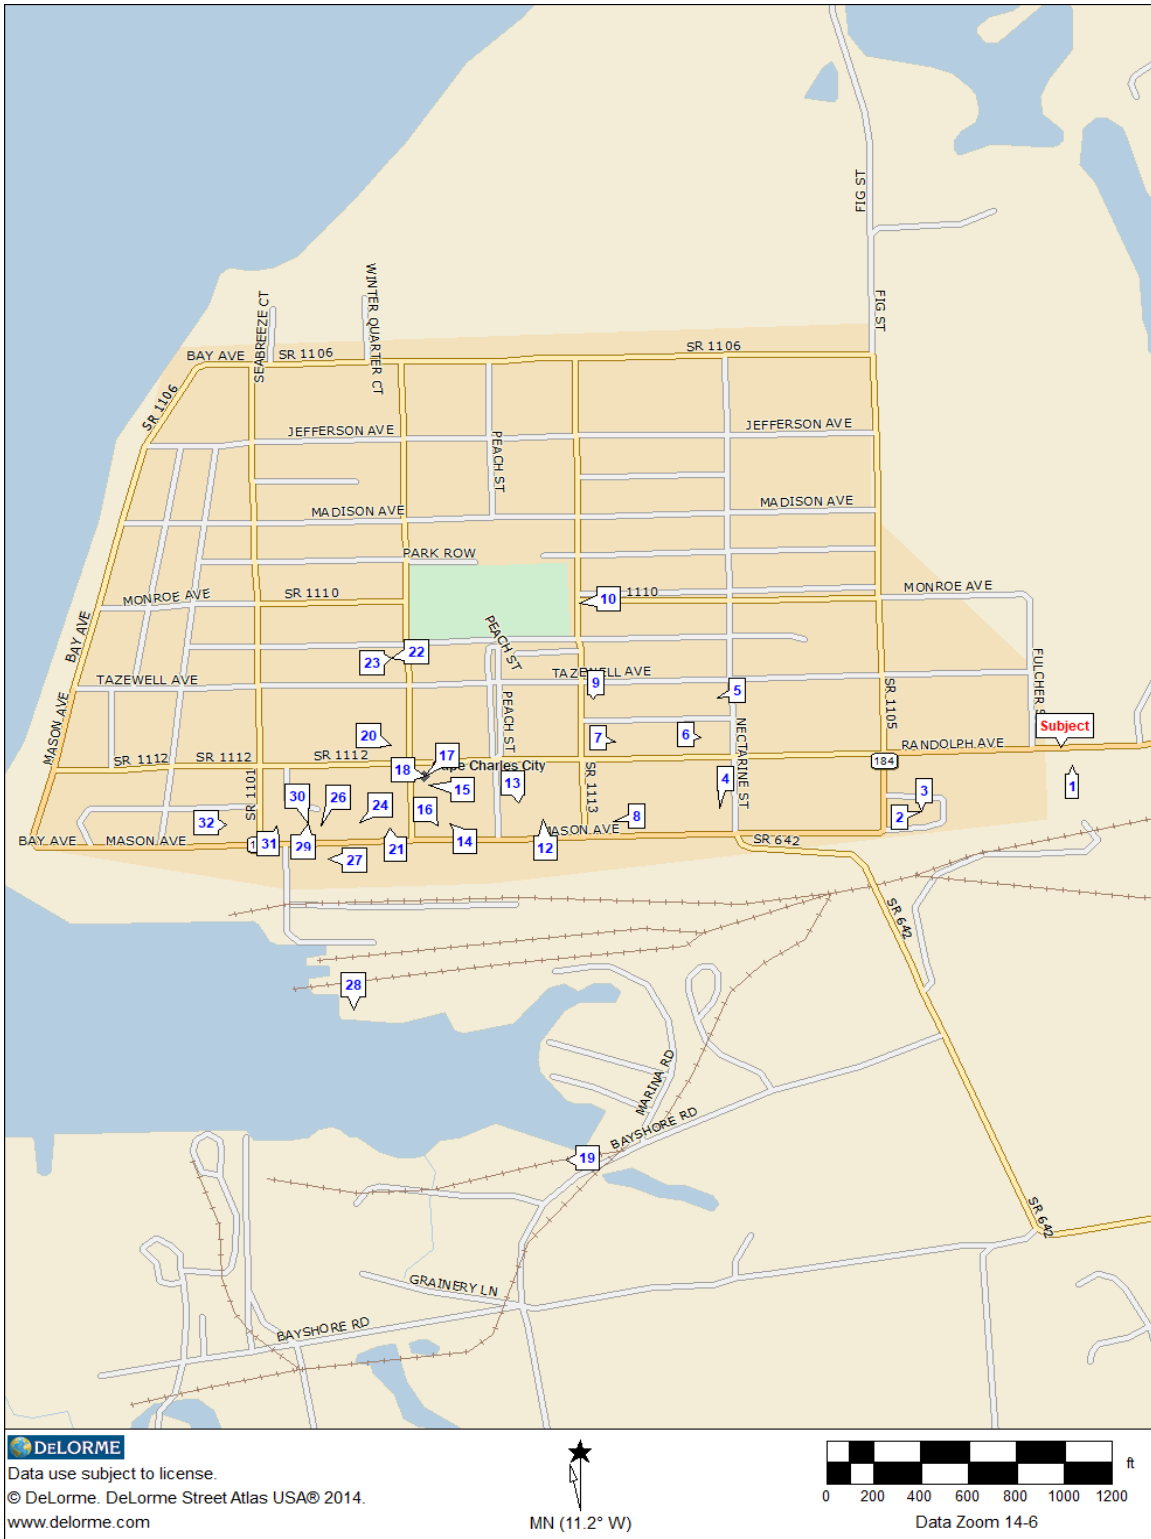 FIG ST
WINTER QUARTER CT
SEABREEZE CT
FIG ST
SR 1106
BAY AVE
SR 1106
SR 1106
JEFFERSON AVE
JEFFERSON AVE
PEACH ST
MADISON AVE
MADISON AVE
PARK ROW
MONROE AVE
SR 1110
10
1110
MONROE AVE
BAY AVE
PEACH ST
22
23
TAZEWELL AVE
TAZEWELL AVE
FULCHER S
9
5
SR 1105
MASON AVE
PEACH ST
NECTARINE ST
Subject
20
7
6
RANDOLPH AVE
SR 1112
SR 1112
SR 1112
17
184
18
Charles City
SR 1101
SR 1113
4
1
15
13
3
30
26
24
16
8
2
32
MASON AVE
BAY AVE
MASON AVE
1
31
29
21
14
12
SR 642
27
SR 642
28
MARINA RD
BAYSHORE RD
19
SR 642
GRAINERY LN
BAYSHORE RD
DELORME
Data use subject to license.
© DeLorme. DeLorme Street Atlas USA® 2014.
www.delorme.com
MN (11.2° W)
ft
0 200 400 600 800 1000 1200
Data Zoom 14-6